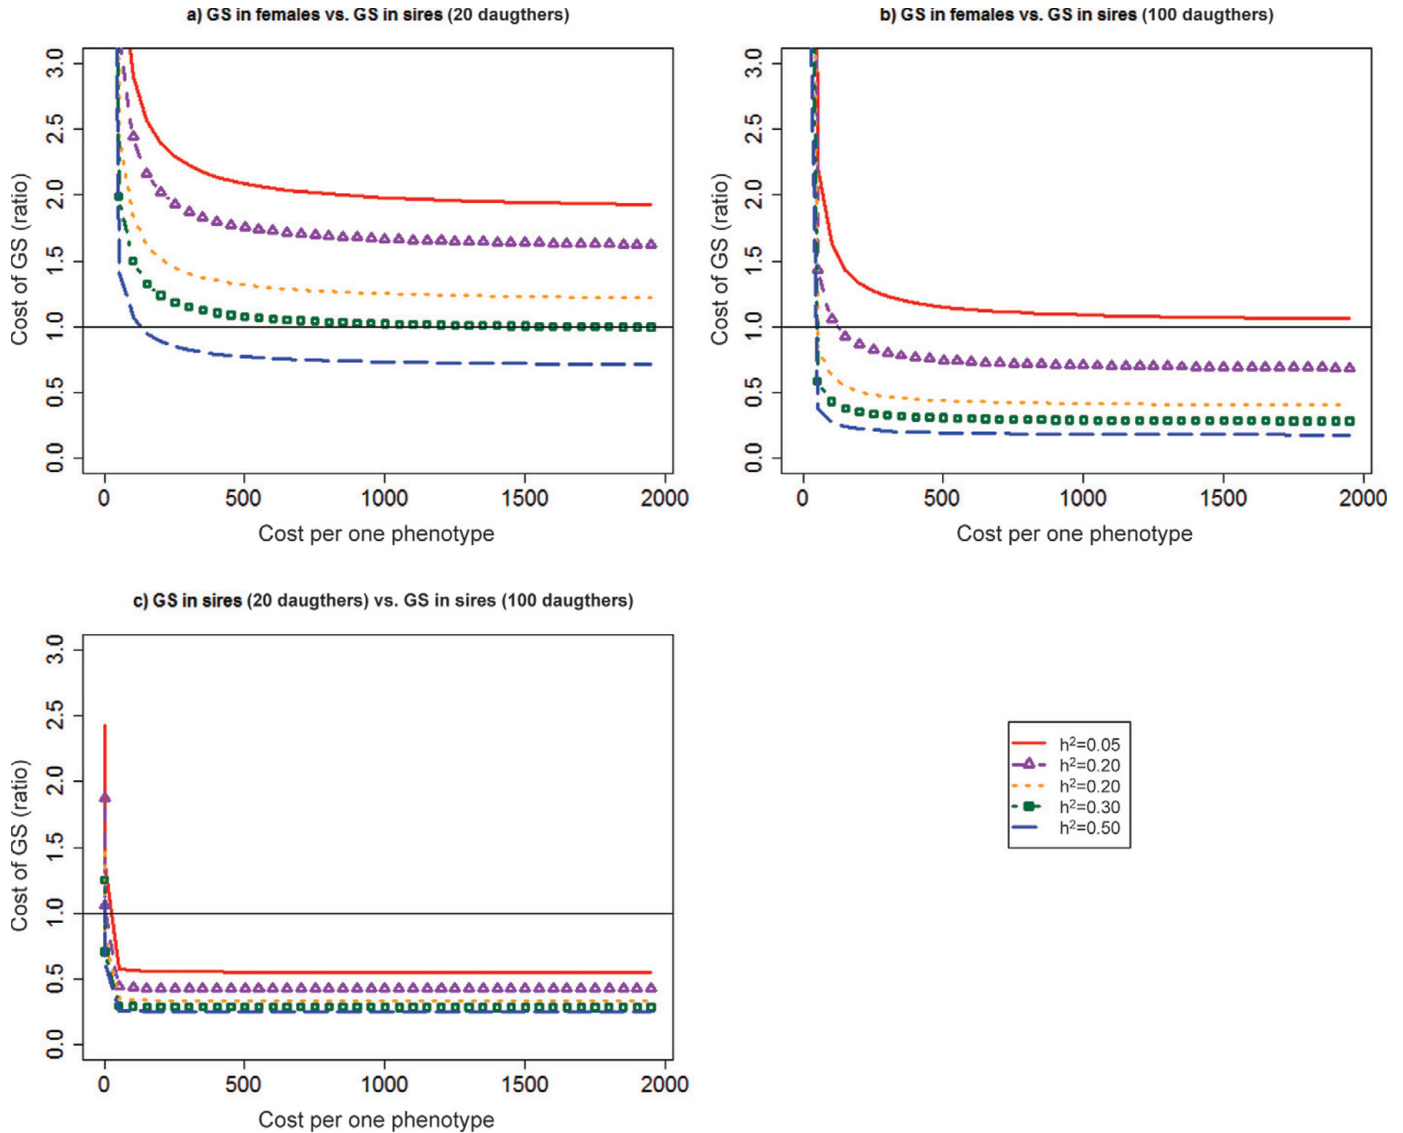 a) GS in females vs. GS in sires (20 daugthers)
3.0
2.5
2.0
1.5
1.0
0.5
0.0
Cost of GS (ratio)
0 500 1000 1500 2000
Cost per one phenotype
b) GS in females vs. GS in sires (100 daugthers)
3.0
2.5
2.0
1.5
1.0
0.5
0.0
Cost of GS (ratio)
0 500 1000 1500 2000
Cost per one phenotype
c) GS in sires (20 daugthers) vs. GS in sires (100 daugthers)
3.0
2.5
2.0
1.5
1.0
0.5
0.0
Cost of GS (ratio)
0 500 1000 1500 2000
Cost per one phenotype
h²=0.05
h²=0.20
h²=0.20
h²=0.30
h²=0.50